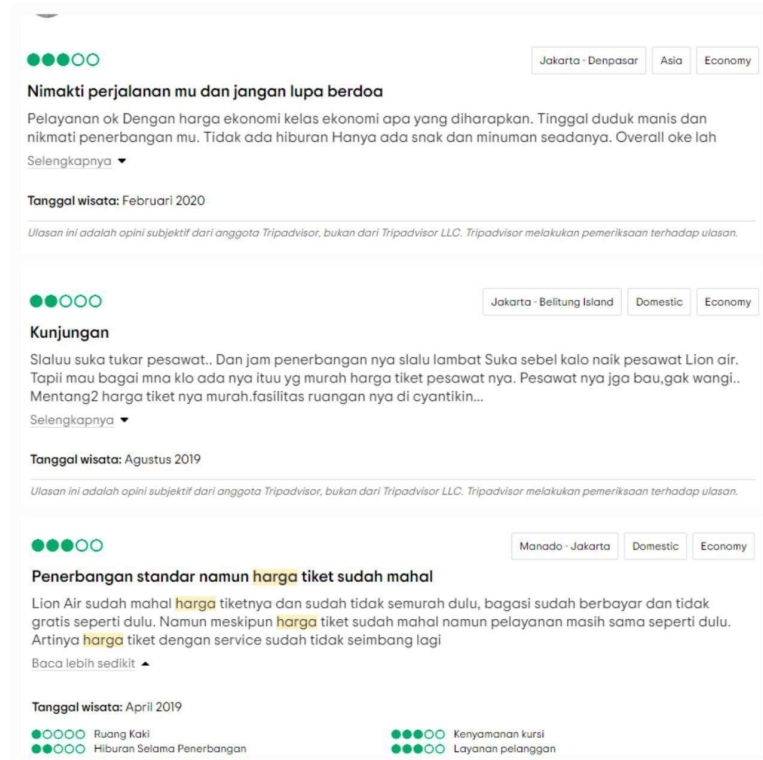 Jakarta - Denpasar Asia Economy
Nimakti perjalanan mu dan jangan lupa berdoa
Pelayanan ok Dengan harga ekonomi kelas ekonomi apa yang diharapkan. Tinggal duduk manis dan
nikmati penerbangan mu. Tidak ada hiburan Hanya ada snak dan minuman seadanya. Overall oke lah
Selengkapnya
Tanggal wisata: Februari 2020
Ulasan ini adalah opini subjektif dari anggota Tripadvisor, bukan dari Tripadvisor LLC. Tripadvisor melakukan pemeriksaan terhadap ulasan.
Jakarta - Belitung Island Domestic Economy
Kunjungan
Slaluu suka tukar pesawat.. Dan jam penerbangan nya slalu lambat Suka sebel kalo naik pesawat Lion air.
Tapii mau bagai mna klo ada nya ituu yg murah harga tiket pesawat nya. Pesawat nya jga bau,gak wangi..
Mentang2 harga tiket nya murah.fasilitas ruangan nya di cyantikin...
Selengkapnya
Tanggal wisata: Agustus 2019
Ulasan ini adalah opini subjektif dari anggota Tripadvisor, bukan dari Tripadvisor LLC. Tripadvisor melakukan pemeriksaan terhadap ulasan.
Manado - Jakarta Domestic Economy
Penerbangan standar namun harga tiket sudah mahal
Lion Air sudah mahal harga tiketnya dan sudah tidak semurah dulu, bagasi sudah berbayar dan tidak
gratis seperti dulu. Namun meskipun harga tiket sudah mahal namun pelayanan masih sama seperti dulu.
Artinya harga tiket dengan service sudah tidak seimbang lagi
Baca lebih sedikit
Tanggal wisata: April 2019
Ruang Kaki Kenyamanan kursi
Hiburan Selama Penerbangan Layanan pelanggan